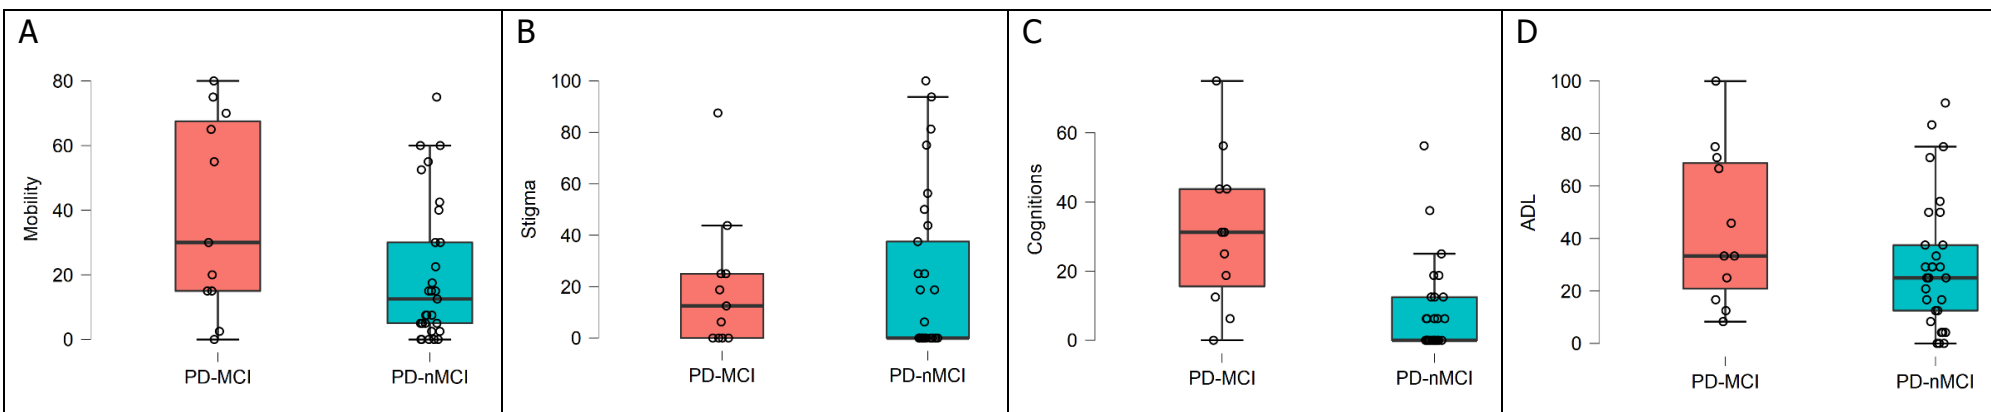 A
Mobility
80
60
40
20
0
PD-MCI
PD-nMCI
B
Stigma
100
80
60
40
20
0
PD-MCI
PD-nMCI
C
Cognitions
60
40
20
0
PD-MCI
PD-nMCI
D
ADL
100
80
60
40
20
0
PD-MCI
PD-nMCI